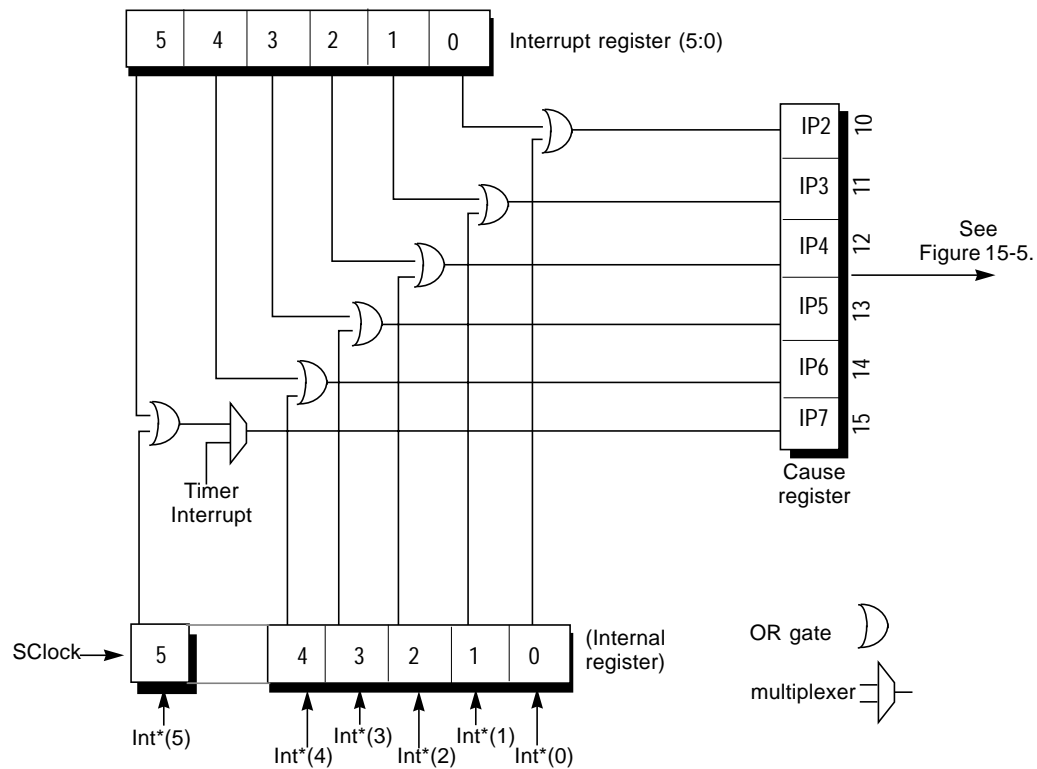 5 4 3 2 1 0
Interrupt register (5:0)
IP2 10
IP3 11
IP4 12
IP5 13
IP6 14
IP7 15
See
Figure 15-5.
Cause
register
Timer
Interrupt
SClock
5 4 3 2 1 0
(Internal
register)
OR gate
multiplexer
Int*(5)
Int*(4)
Int*(3)
Int*(2)
Int*(1)
Int*(0)